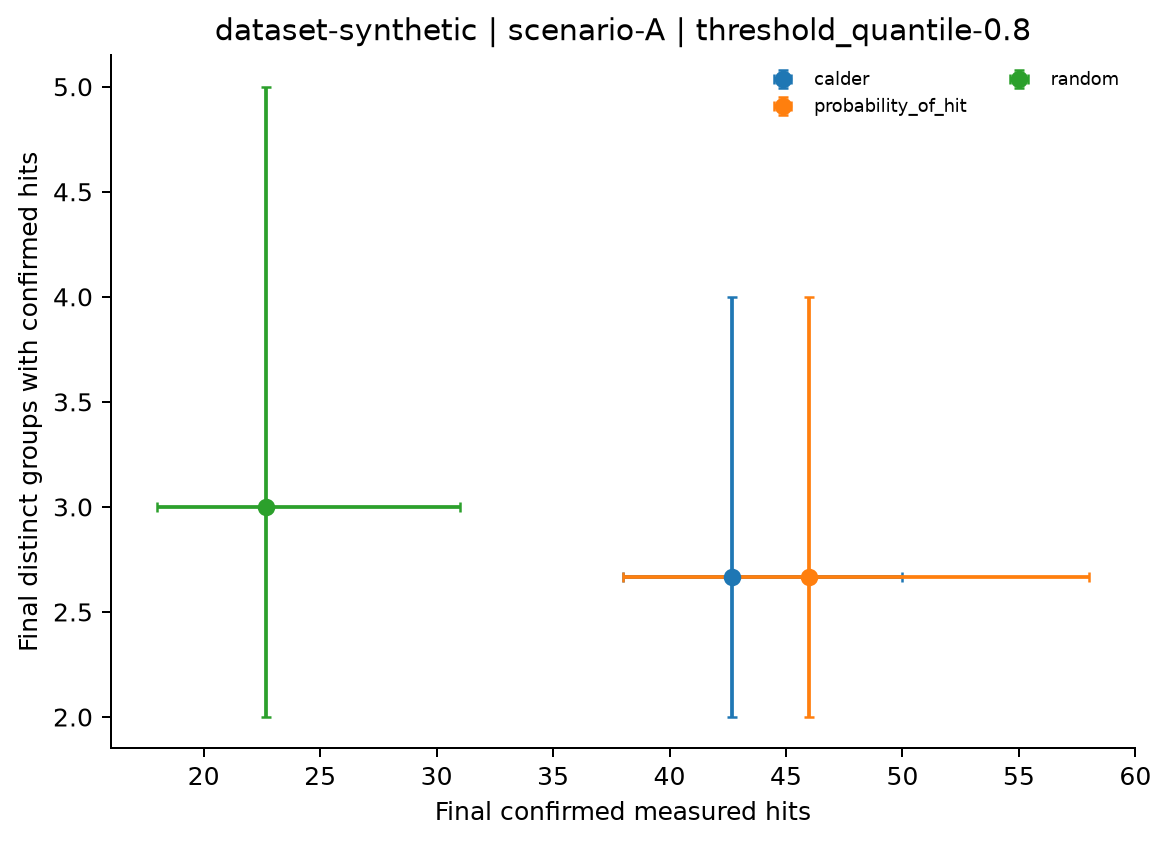 dataset-synthetic | scenario-A | threshold_quantile-0.8
calder
probability_of_hit
random
Final distinct groups with confirmed hits
5.0
4.5
4.0
3.5
3.0
2.5
2.0
20 25 30 35 40 45 50 55 60
Final confirmed measured hits